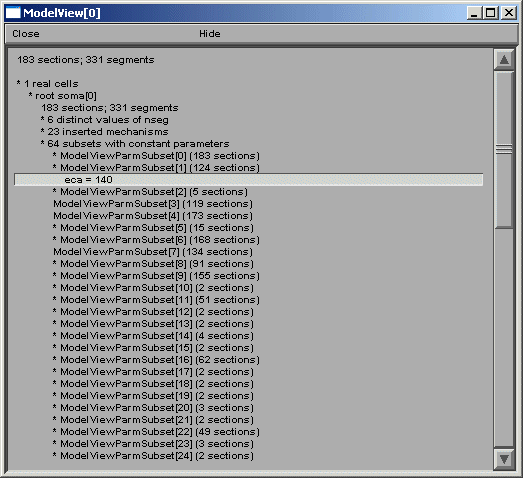 ModelView[0]
Close Hide
183 sections; 331 segments
* 1 real cells
* root soma[0]
183 sections; 331 segments
* 6 distinct values of nseg
* 23 inserted mechanisms
* 64 subsets with constant parameters
* ModelViewParmSubset[0] (183 sections)
* ModelViewParmSubset[1] (124 sections)
eca = 140
* ModelViewParmSubset[2] (5 sections)
ModelViewParmSubset[3] (119 sections)
ModelViewParmSubset[4] (173 sections)
* ModelViewParmSubset[5] (15 sections)
* ModelViewParmSubset[6] (168 sections)
ModelViewParmSubset[7] (134 sections)
* ModelViewParmSubset[8] (91 sections)
* ModelViewParmSubset[9] (155 sections)
* ModelViewParmSubset[10] (2 sections)
* ModelViewParmSubset[11] (51 sections)
* ModelViewParmSubset[12] (2 sections)
* ModelViewParmSubset[13] (2 sections)
* ModelViewParmSubset[14] (4 sections)
* ModelViewParmSubset[15] (2 sections)
* ModelViewParmSubset[16] (62 sections)
* ModelViewParmSubset[17] (2 sections)
* ModelViewParmSubset[18] (2 sections)
* ModelViewParmSubset[19] (2 sections)
* ModelViewParmSubset[20] (3 sections)
* ModelViewParmSubset[21] (2 sections)
* ModelViewParmSubset[22] (49 sections)
* ModelViewParmSubset[23] (3 sections)
* ModelViewParmSubset[24] (2 sections)